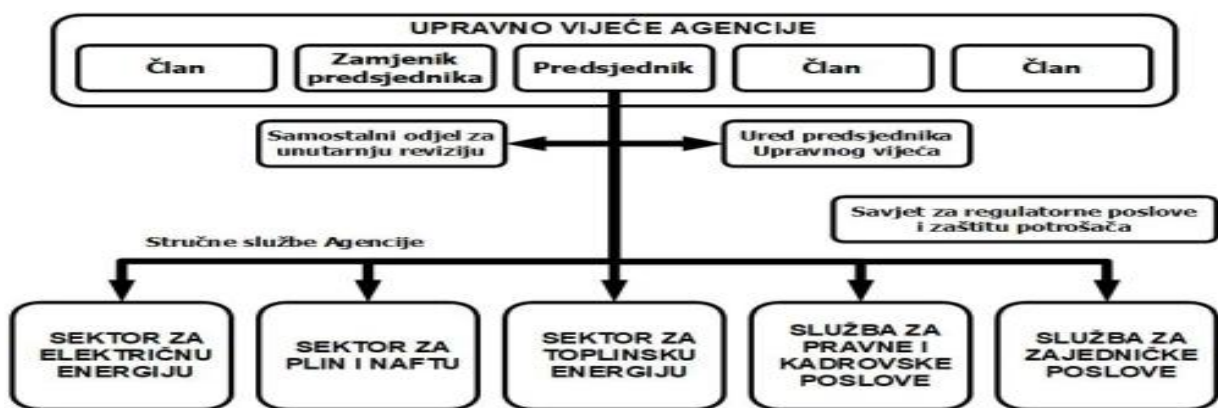 UPRAVNO VIJEĆE AGENCIJE
Član
Zamjenik
predsjednika
Predsjednik
Član
Član
Samostalni odjel za
unutarnju reviziju
Ured predsjednika
Upravnog vijeća
Savjet za regulatorne poslove
i zaštitu potrošača
Stručne službe Agencije
SEKTOR ZA
ELEKTRIČNU
ENERGIJU
SEKTOR ZA
PLIN I NAFTU
SEKTOR ZA
TOPLINSKU
ENERGIJU
SLUŽBA ZA
PRAVNE I
KADROVSKE
POSLOVE
SLUŽBA ZA
ZAJEDNIČKE
POSLOVE